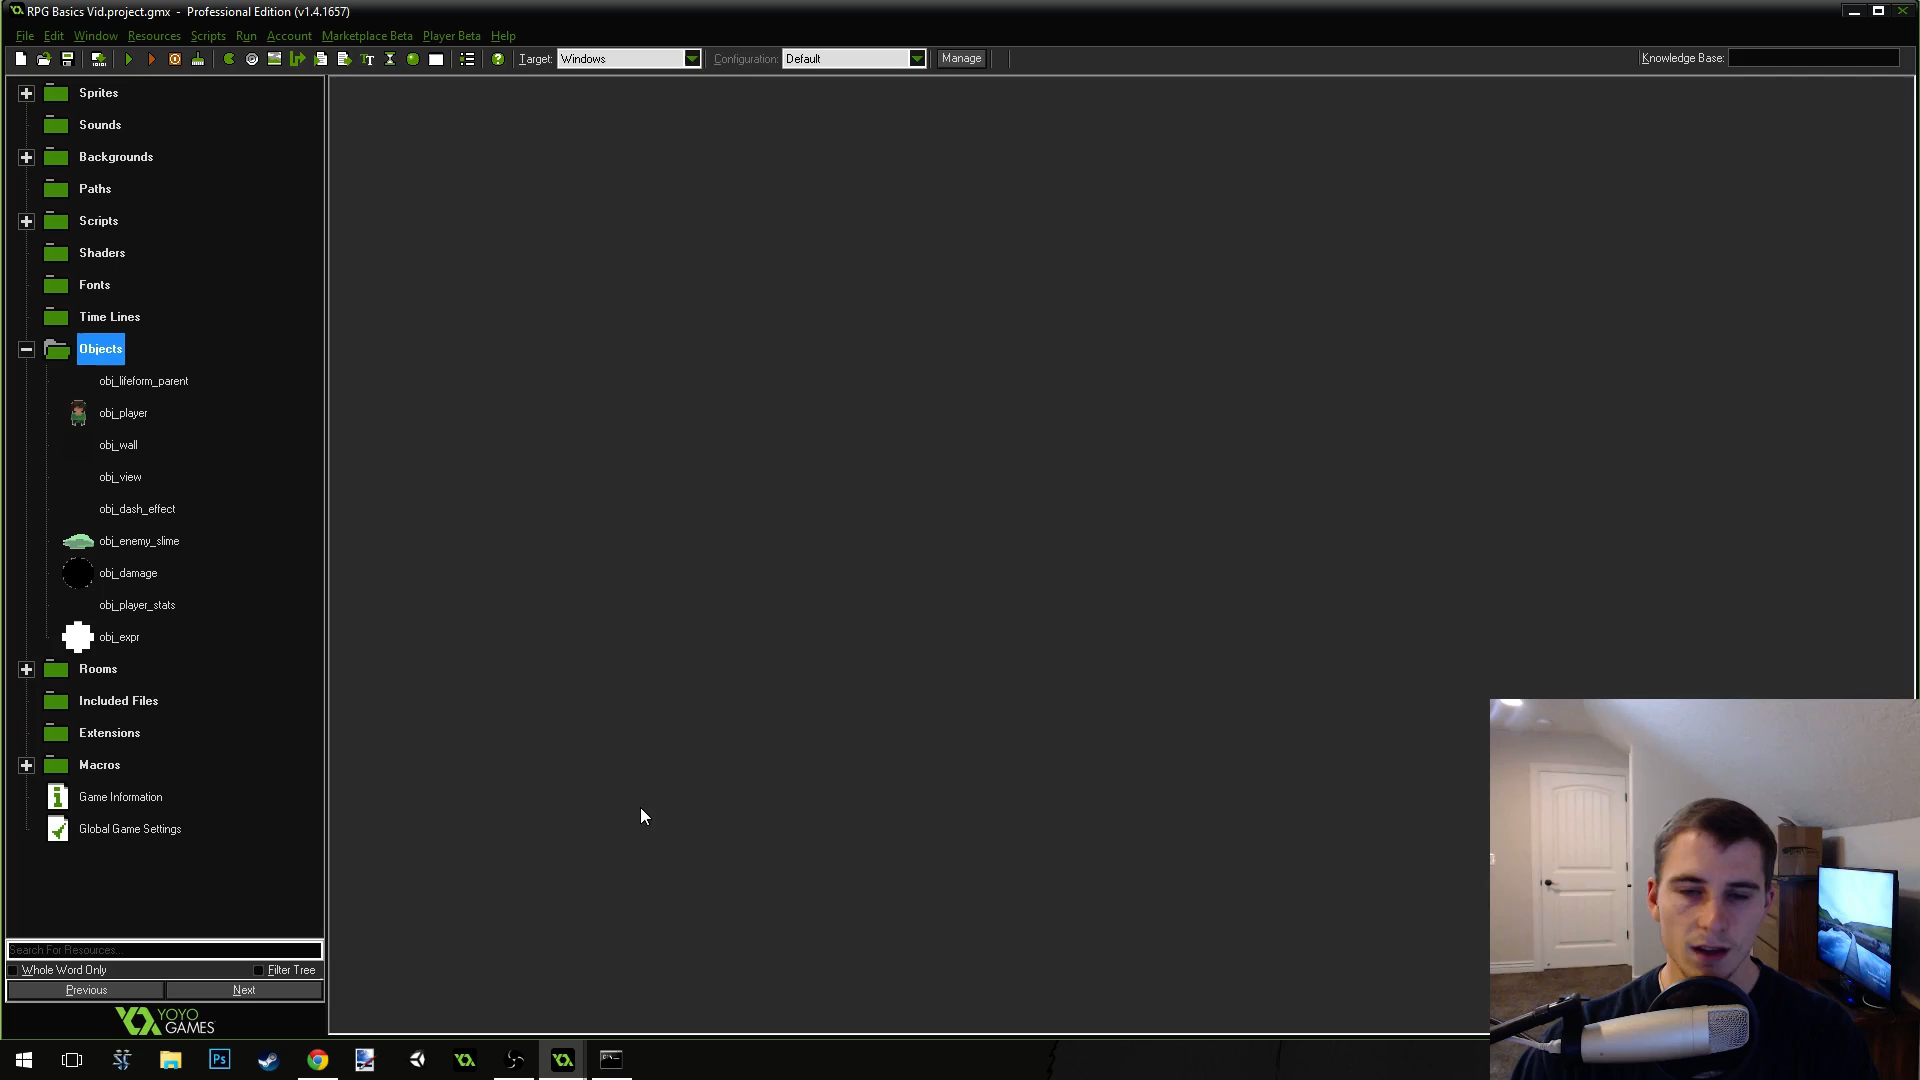 RPG Basics Vid.project.gmx - Professional Edition (v1.4.1657)
File Edit Window Resources Scripts Run Account Marketplace Beta Player Beta Help
Target: Windows Configuration: Default Manage Knowledge Base:
Sprites
Sounds
Backgrounds
Paths
Scripts
Shaders
Fonts
Time Lines
Objects
obj_lifeform_parent
obj_player
obj_wall
obj_view
obj_dash_effect
obj_enemy_slime
obj_damage
obj_player_stats
obj_expr
Rooms
Included Files
Extensions
Macros
Game Information
Global Game Settings
Search For Resources...
Whole Word Only Filter Tree
Previous Next
YOYO
GAMES